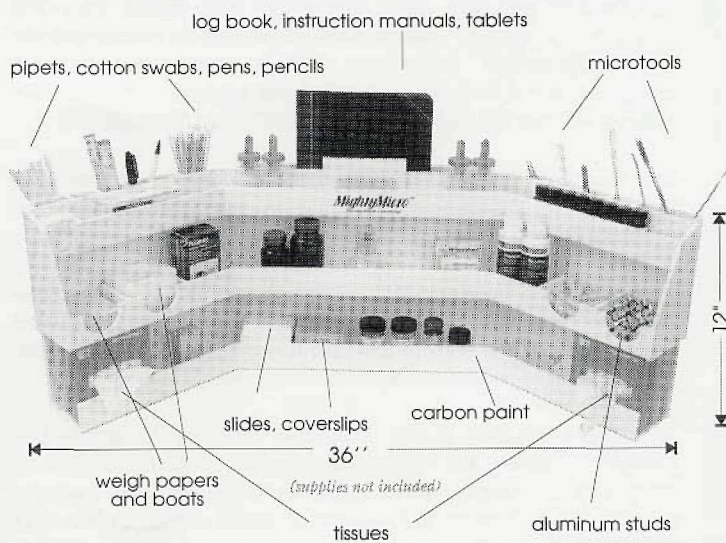 log book, instruction manuals, tablets
pipets, cotton swabs, pens, pencils
microtools
MightyMicro™
12"
slides, coverslips
carbon paint
36"
weigh papers
and boats
(supplies not included)
tissues
aluminum studs